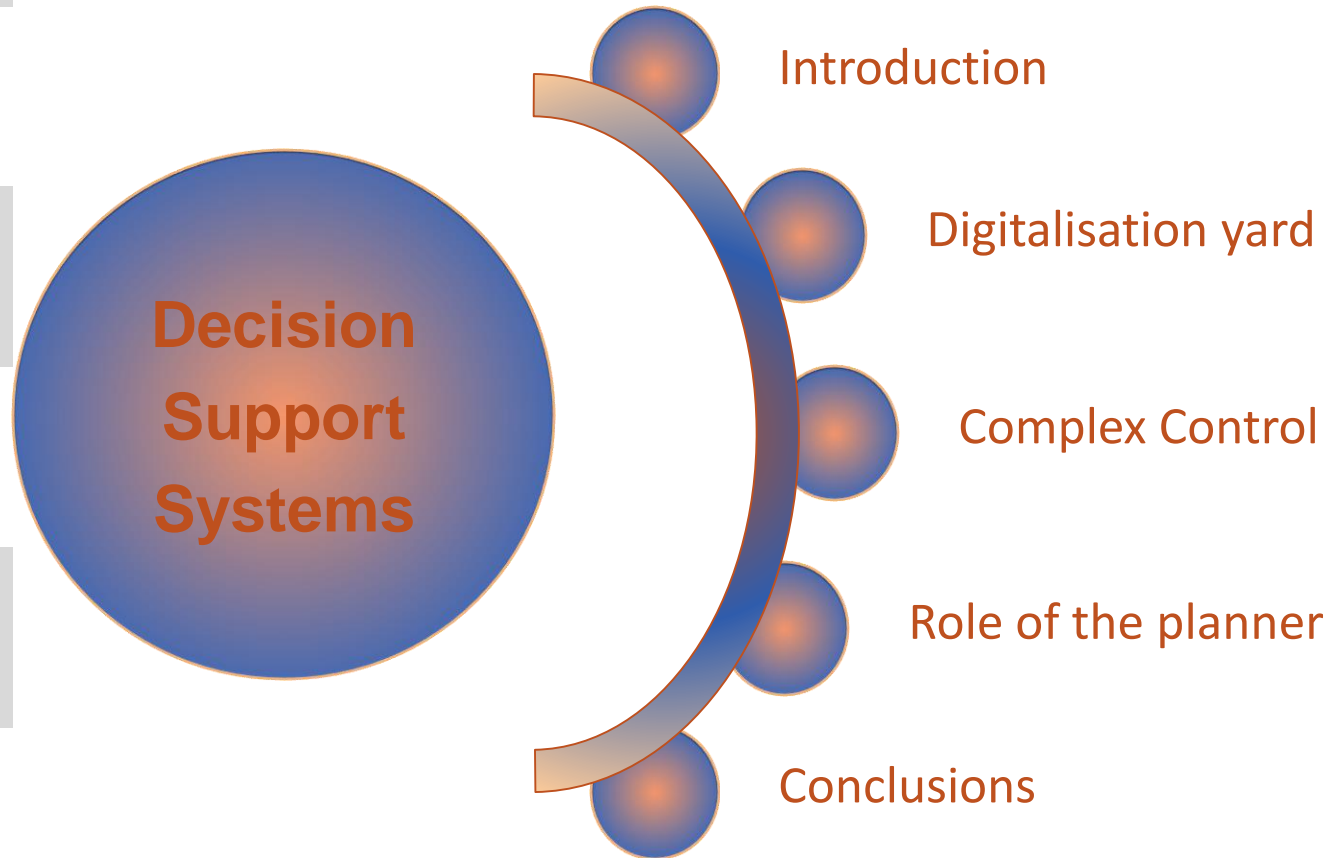 Decision
Support
Systems
Introduction
Digitalisation yard
Complex Control
Role of the planner
Conclusions